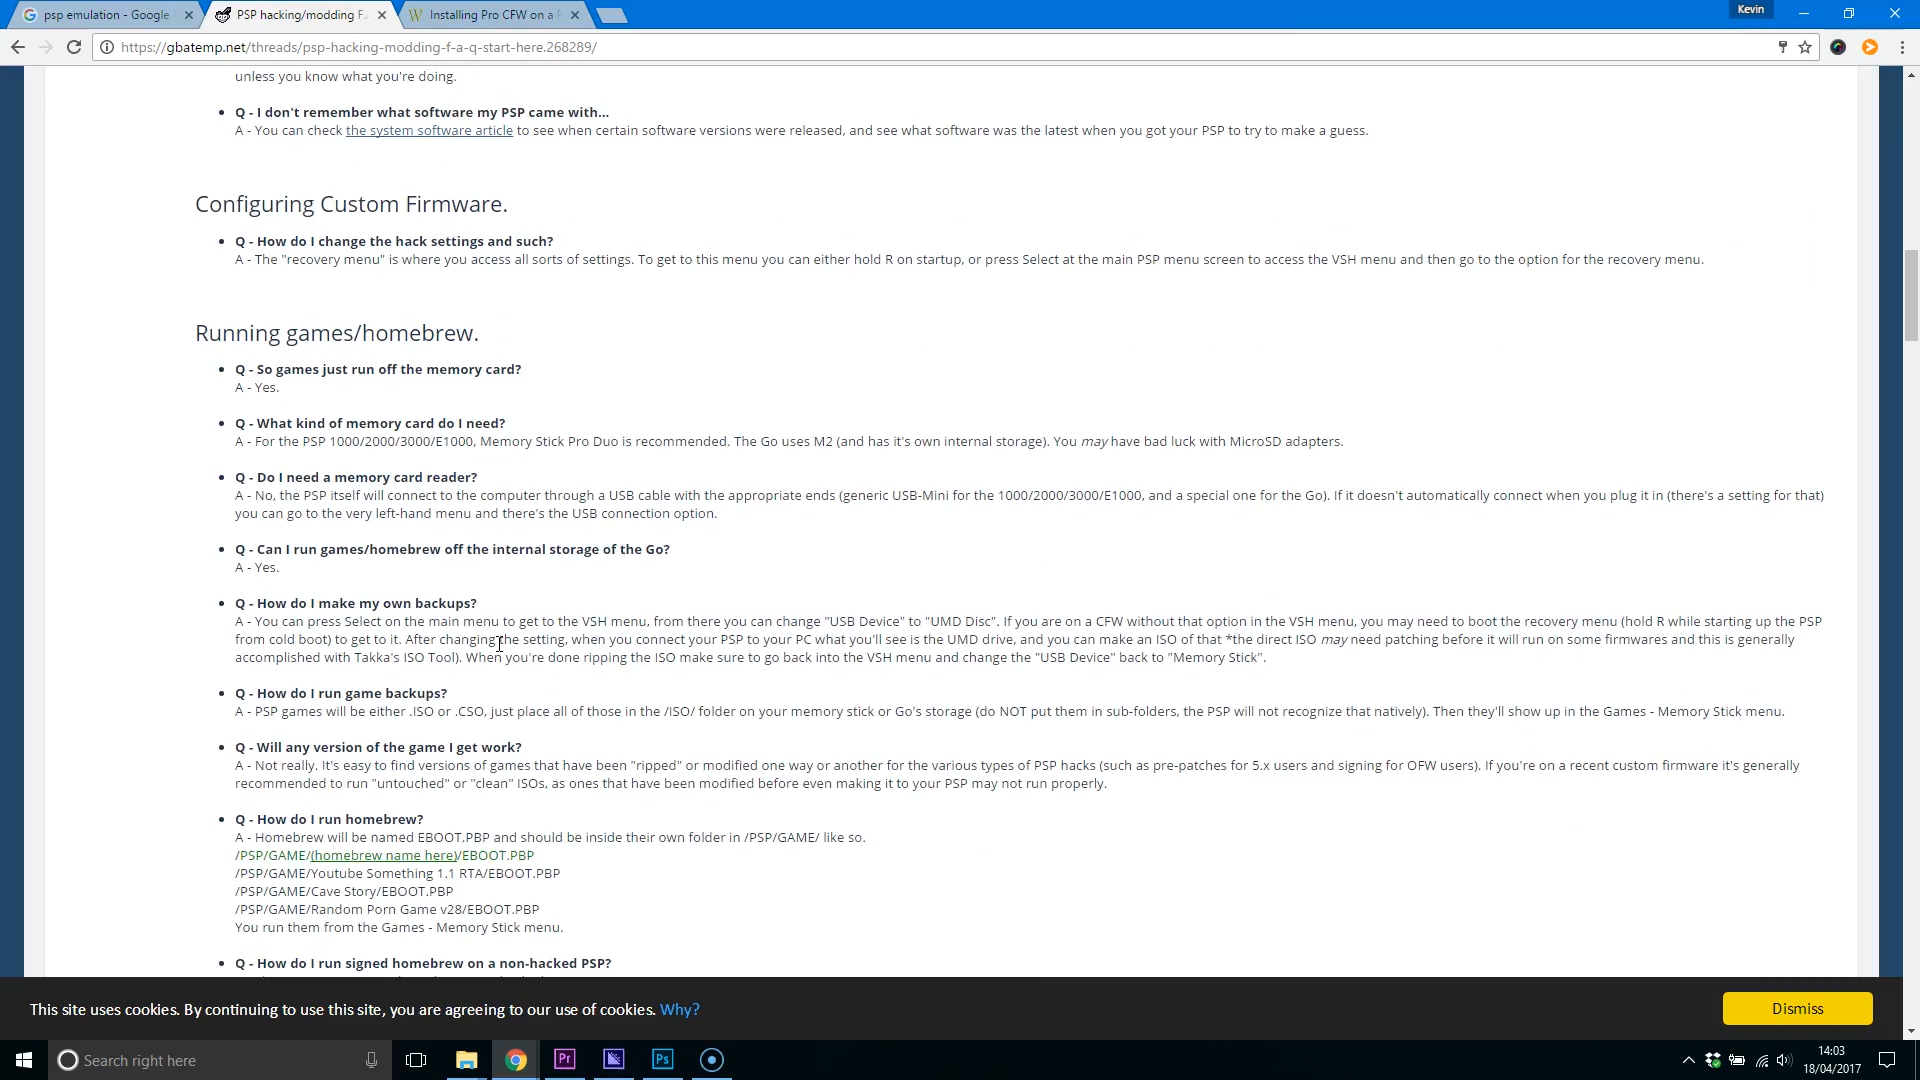 psp emulation - Google
PSP hacking/modding F.
Installing Pro CFW on a
Kevin
https://gbatemp.net/threads/psp-hacking-modding-f-a-q-start-here.268289/
unless you know what you're doing.
Q - I don't remember what software my PSP came with...
A - You can check the system software article to see when certain software versions were released, and see what software was the latest when you got your PSP to try to make a guess.
Configuring Custom Firmware.
Q - How do I change the hack settings and such?
A - The "recovery menu" is where you access all sorts of settings. To get to this menu you can either hold R on startup, or press Select at the main PSP menu screen to access the VSH menu and then go to the option for the recovery menu.
Running games/homebrew.
Q - So games just run off the memory card?
A - Yes.
Q - What kind of memory card do I need?
A - For the PSP 1000/2000/3000/E1000, Memory Stick Pro Duo is recommended. The Go uses M2 (and has it's own internal storage). You may have bad luck with MicroSD adapters.
Q - Do I need a memory card reader?
A - No, the PSP itself will connect to the computer through a USB cable with the appropriate ends (generic USB-Mini for the 1000/2000/3000/E1000, and a special one for the Go). If it doesn't automatically connect when you plug it in (there's a setting for that)
you can go to the very left-hand menu and there's the USB connection option.
Q - Can I run games/homebrew off the internal storage of the Go?
A - Yes.
Q - How do I make my own backups?
A - You can press Select on the main menu to get to the VSH menu, from there you can change "USB Device" to "UMD Disc". If you are on a CFW without that option in the VSH menu, you may need to boot the recovery menu (hold R while starting up the PSP
from cold boot) to get to it. After changing the setting, when you connect your PSP to your PC what you'll see is the UMD drive, and you can make an ISO of that *the direct ISO may need patching before it will run on some firmwares and this is generally
accomplished with Takka's ISO Tool). When you're done ripping the ISO make sure to go back into the VSH menu and change the "USB Device" back to "Memory Stick".
Q - How do I run game backups?
A - PSP games will be either .ISO or .CSO, just place all of those in the /ISO/ folder on your memory stick or Go's storage (do NOT put them in sub-folders, the PSP will not recognize that natively). Then they'll show up in the Games - Memory Stick menu.
Q - Will any version of the game I get work?
A - Not really. It's easy to find versions of games that have been "ripped" or modified one way or another for the various types of PSP hacks (such as pre-patches for 5.x users and signing for OFW users). If you're on a recent custom firmware it's generally
recommended to run "untouched" or "clean" ISOs, as ones that have been modified before even making it to your PSP may not run properly.
Q - How do I run homebrew?
A - Homebrew will be named EBOOT.PBP and should be inside their own folder in /PSP/GAME/ like so.
/PSP/GAME/(homebrew name here)/EBOOT.PBP
/PSP/GAME/Youtube Something 1.1 RTA/EBOOT.PBP
/PSP/GAME/Cave Story/EBOOT.PBP
/PSP/GAME/Random Porn Game v28/EBOOT.PBP
You run them from the Games - Memory Stick menu.
Q - How do I run signed homebrew on a non-hacked PSP?
This site uses cookies. By continuing to use this site, you are agreeing to our use of cookies. Why?
Dismiss
Search right here
Pr
Ps
14:03
18/04/2017